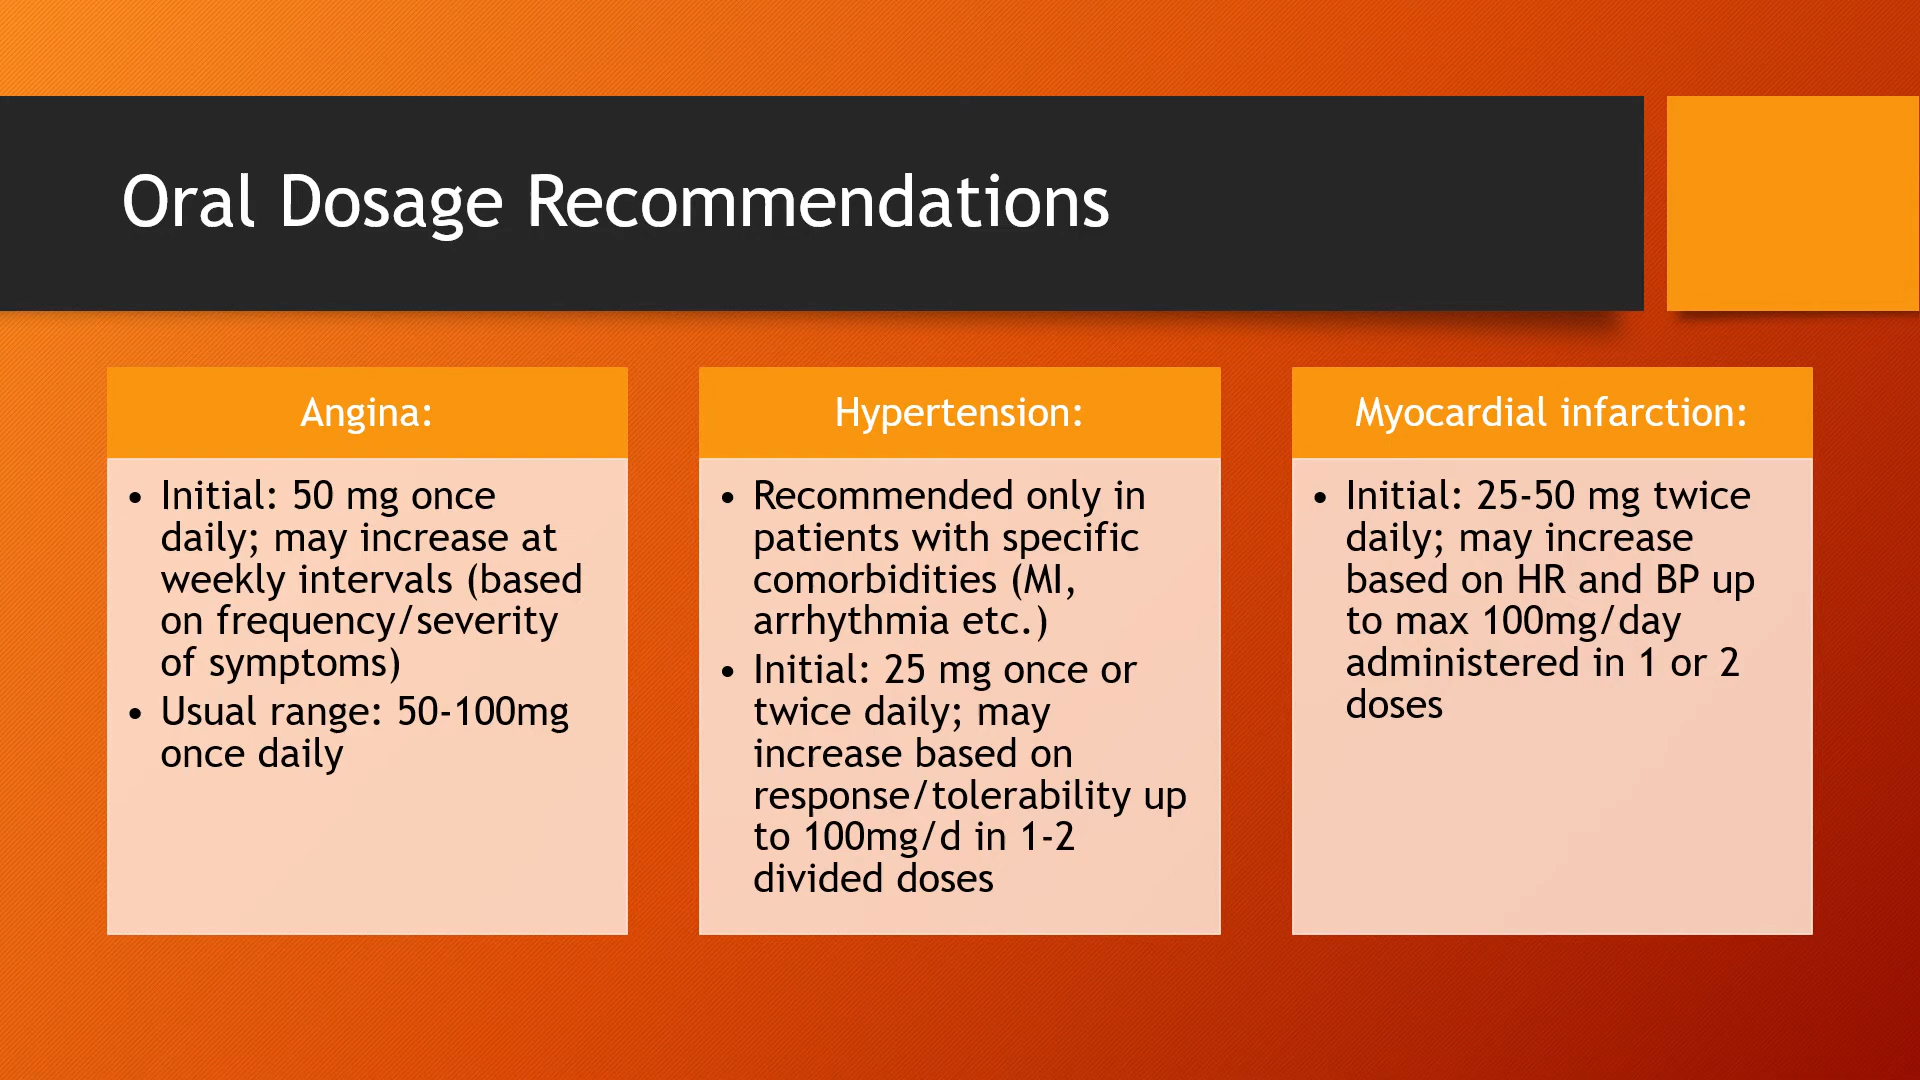 Oral Dosage Recommendations
Angina:
• Initial: 50 mg once
daily; may increase at
weekly intervals (based
on frequency/severity
of symptoms)
• Usual range: 50-100mg
once daily
Hypertension:
• Recommended only in
patients with specific
comorbidities (MI,
arrhythmia etc.)
• Initial: 25 mg once or
twice daily; may
increase based on
response/tolerability up
to 100mg/d in 1-2
divided doses
Myocardial infarction:
• Initial: 25-50 mg twice
daily; may increase
based on HR and BP up
to max 100mg/day
administered in 1 or 2
doses